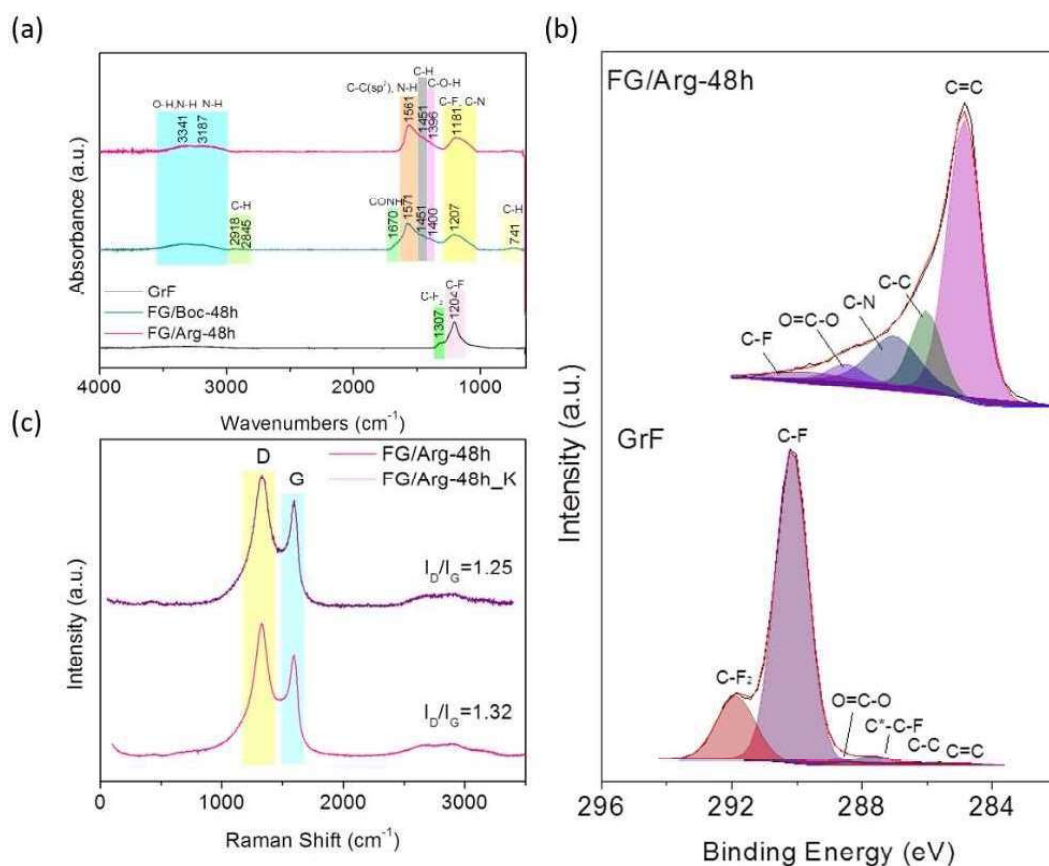 (a)
C-H
C-C(sp²), N-H
C-O-H
O-H,N-H
N-H
C-F, C-N
3341
3187
1561
1451
1396
1181
C-H
2918
2845
CONH
1670
1571
1451
1400
1207
C-H
741
GrF
FG/Boc-48h
FG/Arg-48h
C-F₂
1307
C-F
1204
Absorbance (a.u.)
4000
3000
2000
1000
Wavenumbers (cm⁻¹)
(b)
FG/Arg-48h
C=C
C-C
C-N
O=C-O
C-F
GrF
C-F
C-F₂
O=C-O
C*-C-F
C-C
C=C
Intensity (a.u.)
296
292
288
284
Binding Energy (eV)
(c)
D
G
FG/Arg-48h
FG/Arg-48h_K
I_D/I_G=1.25
I_D/I_G=1.32
Intensity (a.u.)
0
1000
2000
3000
Raman Shift (cm⁻¹)